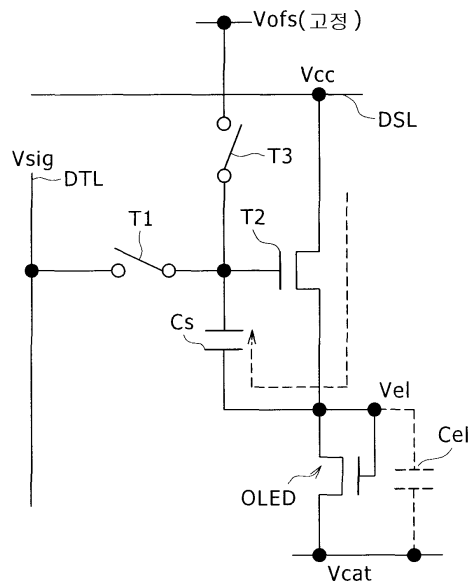 Vofs(고정)
Vcc
DSL
Vsig
DTL
T3
T1
T2
Cs
Vel
Cel
OLED
Vcat